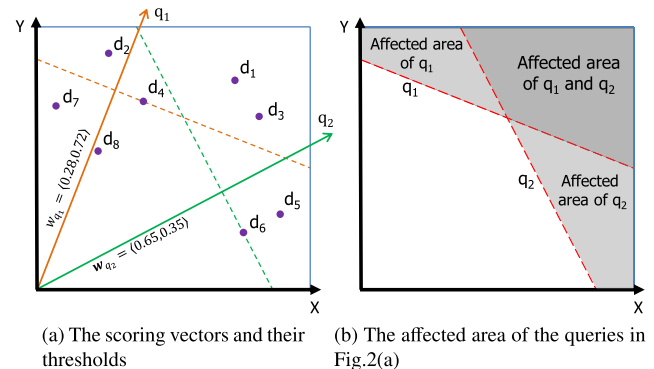 Y
q1
d2
d1
d4
d7
d3
q2
d8
wq1 = ⟨0.28,0.72⟩
d5
wq2 = ⟨0.65,0.35⟩
d6
X
(a) The scoring vectors and their
thresholds
Y
Affected area
of q1
q1
Affected area
of q1 and q2
q2
Affected
area of q2
X
(b) The affected area of the queries in
Fig.2(a)